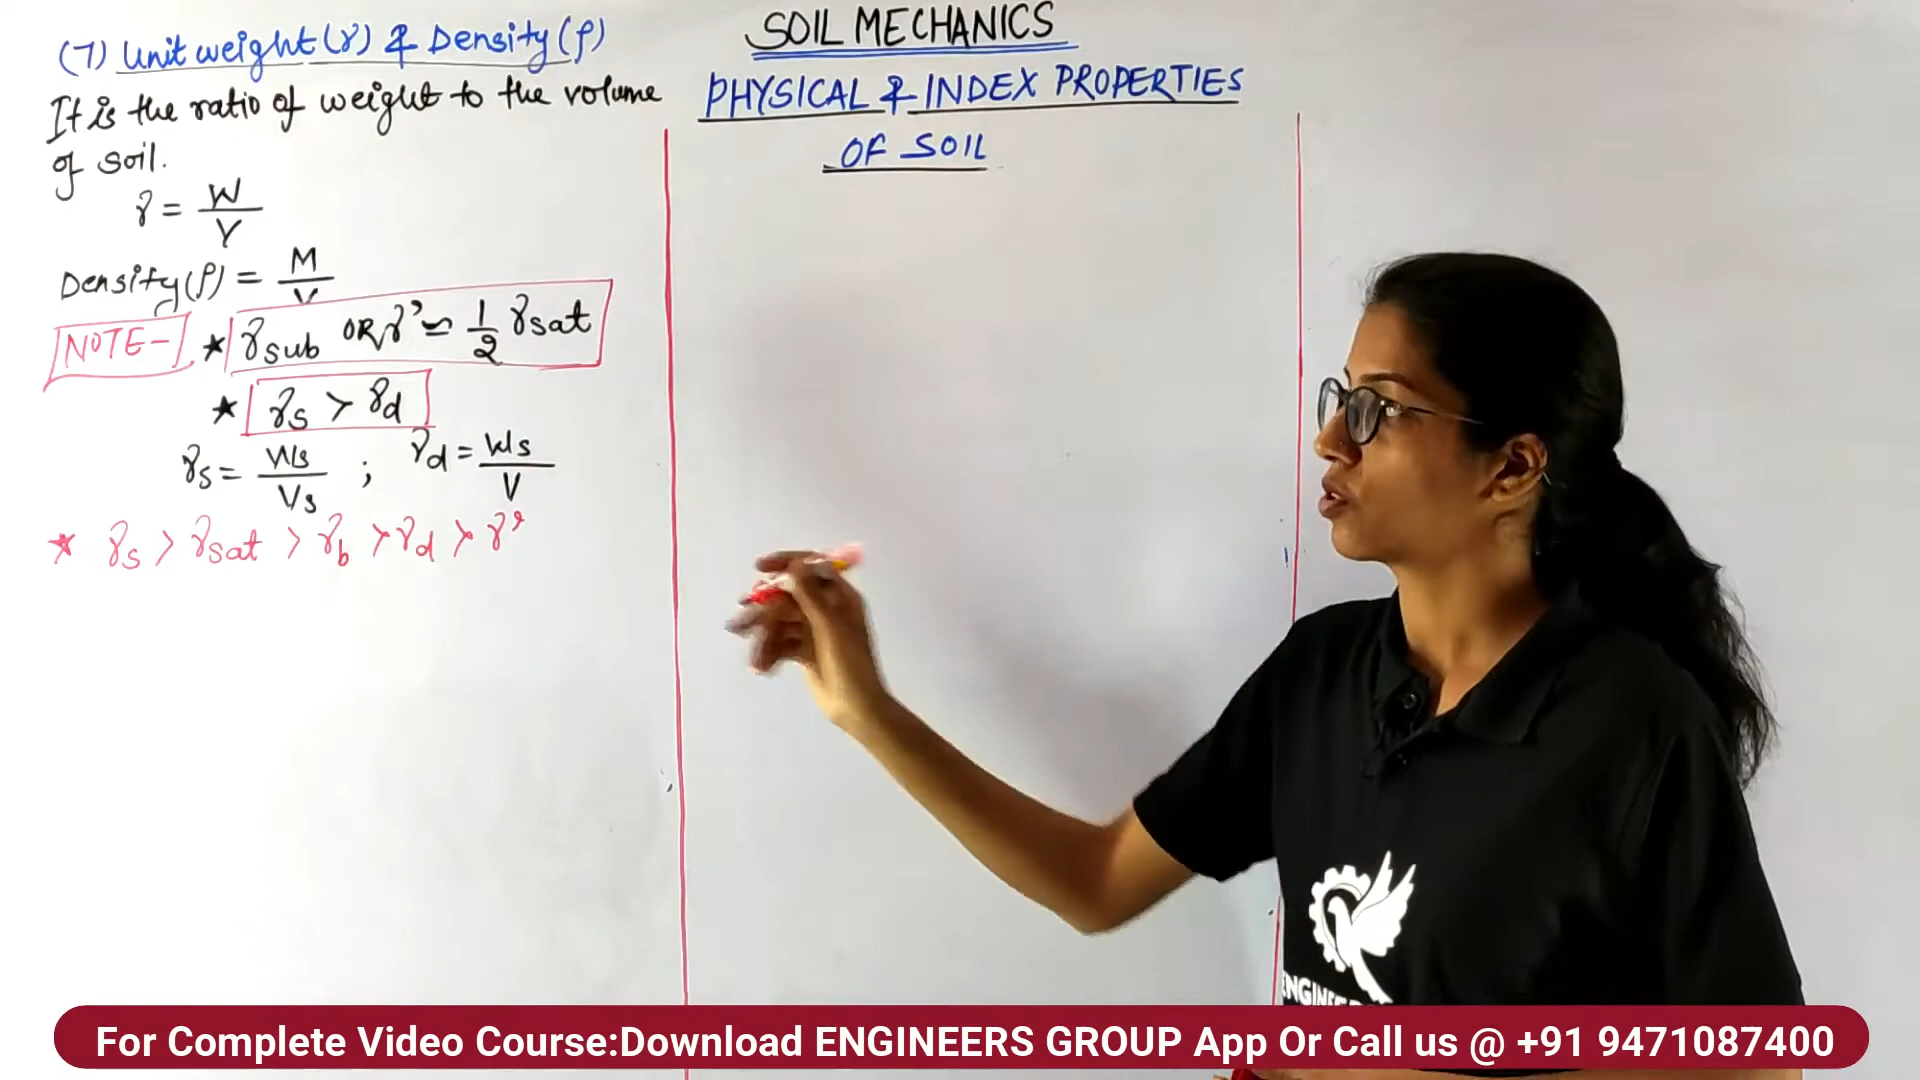 SOIL MECHANICS
PHYSICAL & INDEX PROPERTIES
OF SOIL
(7) Unit weight (γ) & Density (ρ)
It is the ratio of weight to the volume
of soil.
γ = W/V
Density (ρ) = M/V
NOTE- ★ γsub OR γ' ≃ 1/2 γsat
★ γs > γd
γs = Ws/Vs ; γd = Ws/V
★ γs > γsat > γb > γd > γ'
For Complete Video Course:Download ENGINEERS GROUP App Or Call us @ +91 9471087400